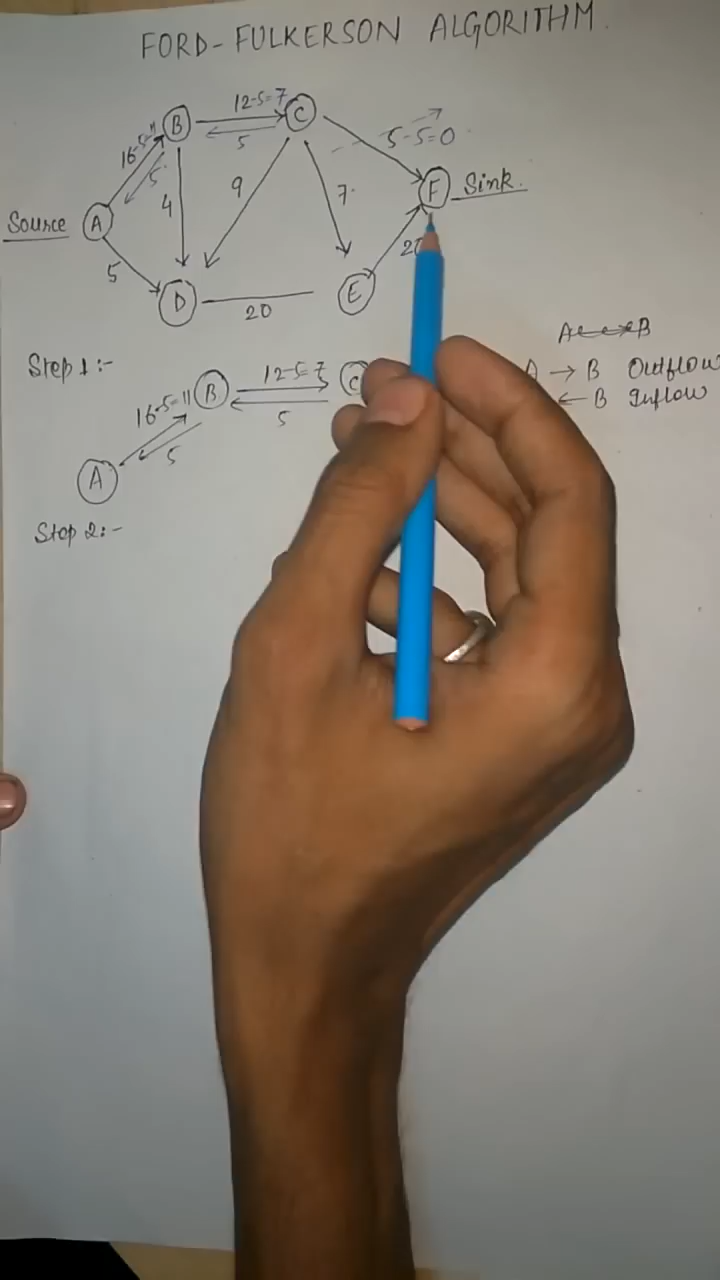 FORD-FULKERSON ALGORITHM.
12-5=7
B C
16-5=11 5 5-5=0
5
4 9 7
F Sink.
Source A
5 20
D E
20
A B
Step 1:-
12-5=7 A → B Outflow
B C
16-5=11 5 ← B Inflow
5
A
Step 2:-